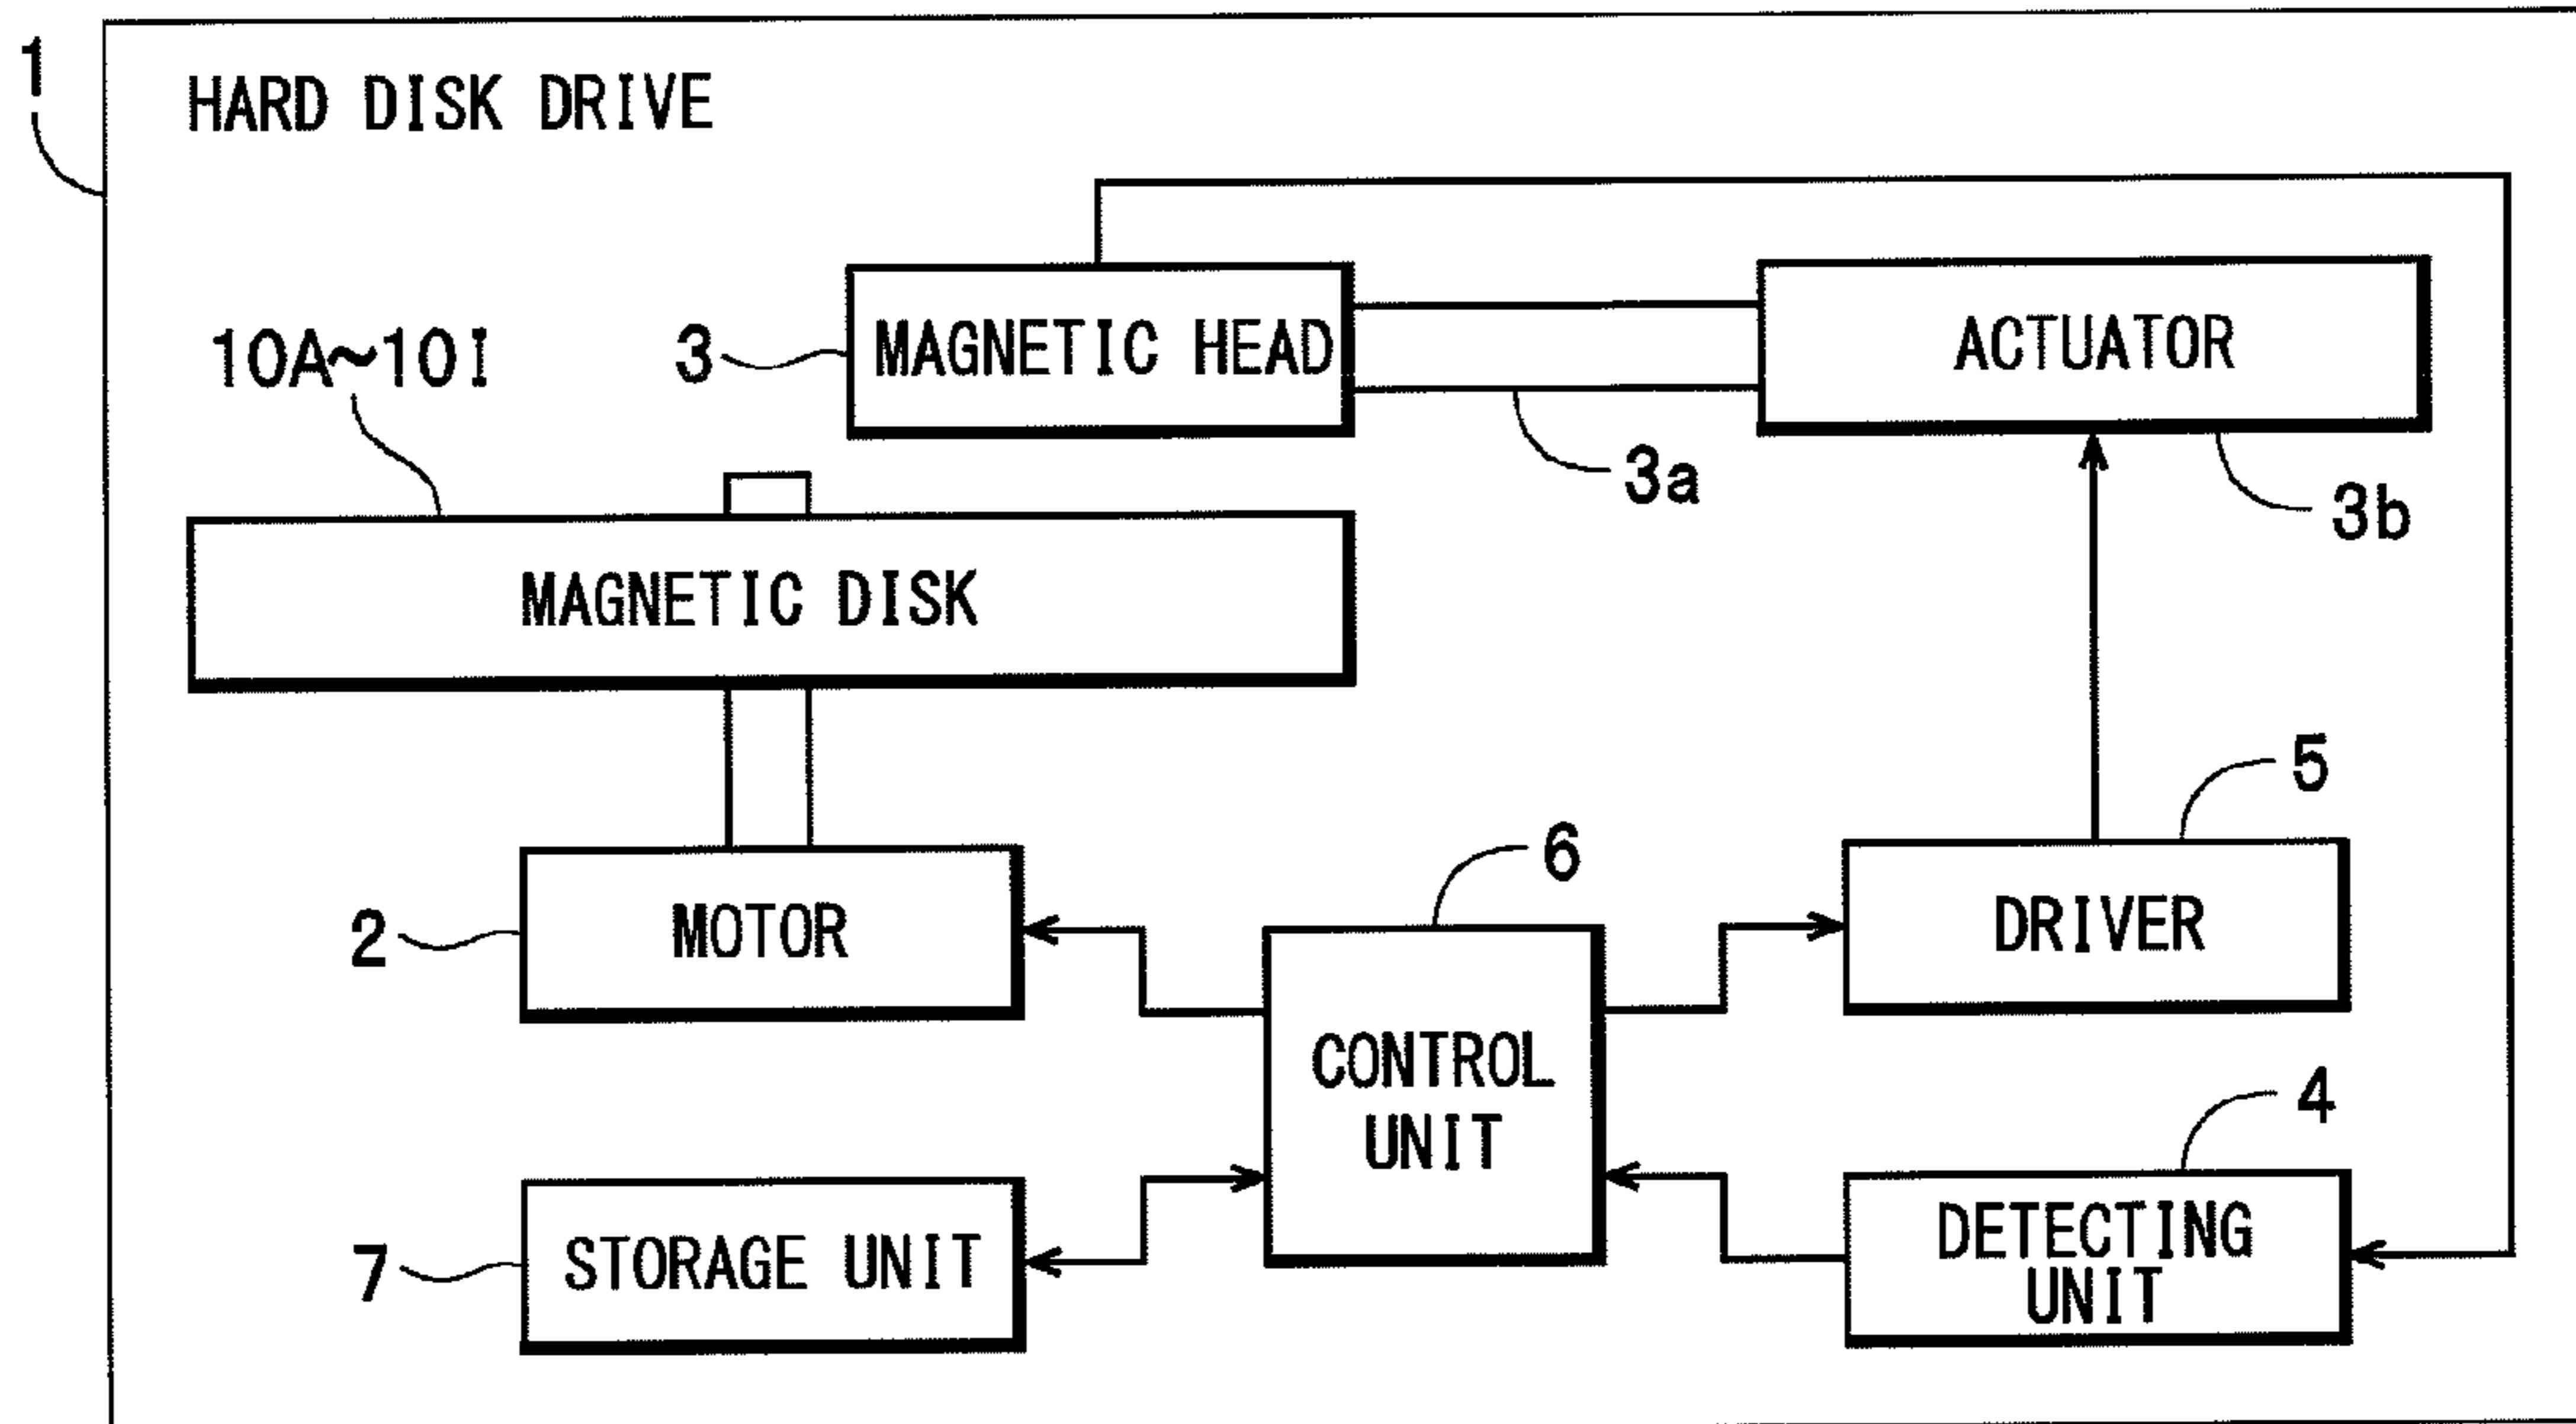 1
HARD DISK DRIVE
10A~10I
3
MAGNETIC HEAD
ACTUATOR
3a
3b
MAGNETIC DISK
5
6
2
MOTOR
DRIVER
CONTROL
UNIT
4
7
STORAGE UNIT
DETECTING
UNIT